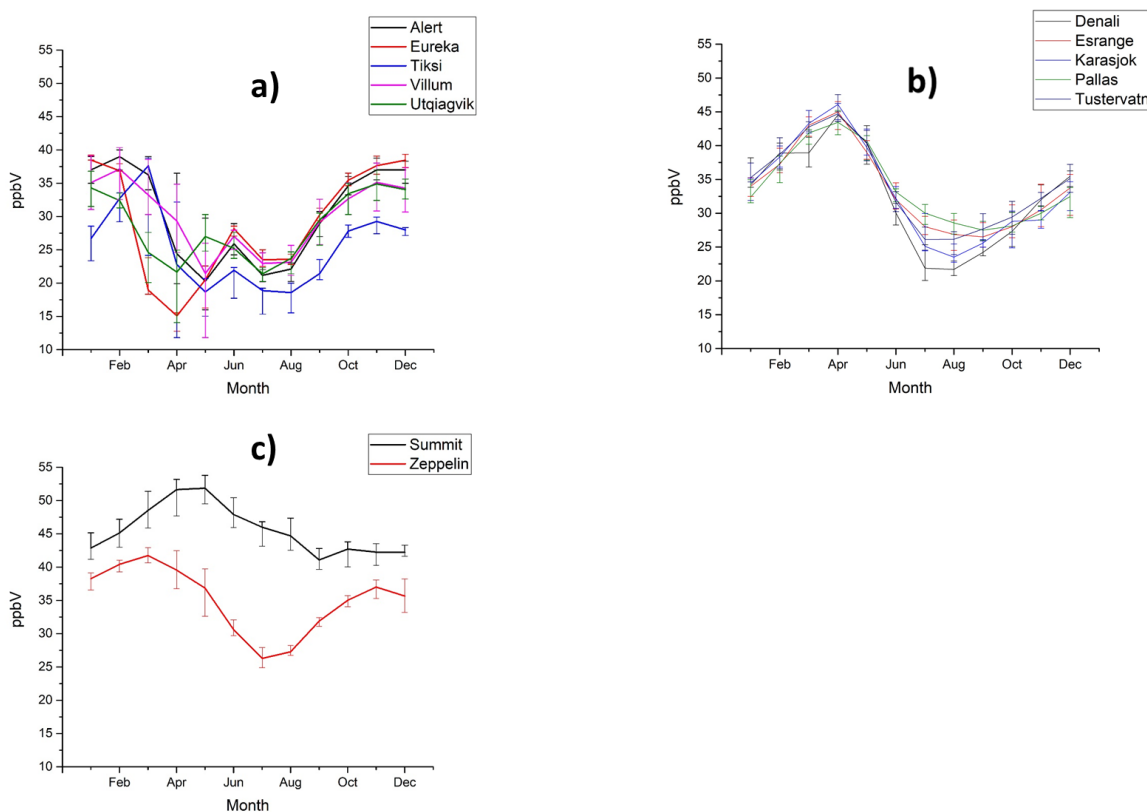 Alert
Eureka
Tiksi
Villum
Utqiagvik
a)
55
50
45
40
35
30
25
20
15
10
ppbV
Feb Apr Jun Aug Oct Dec
Month
Denali
Esrange
Karasjok
Pallas
Tustervatn
b)
55
50
45
40
35
30
25
20
15
10
ppbV
Feb Apr Jun Aug Oct Dec
Month
Summit
Zeppelin
c)
55
50
45
40
35
30
25
20
15
10
ppbV
Feb Apr Jun Aug Oct Dec
Month